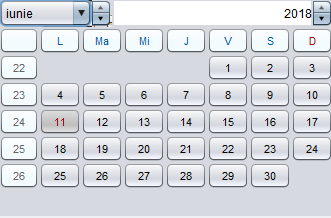 iunie 2018
L Ma Mi J V S D
22 1 2 3
23 4 5 6 7 8 9 10
24 11 12 13 14 15 16 17
25 18 19 20 21 22 23 24
26 25 26 27 28 29 30